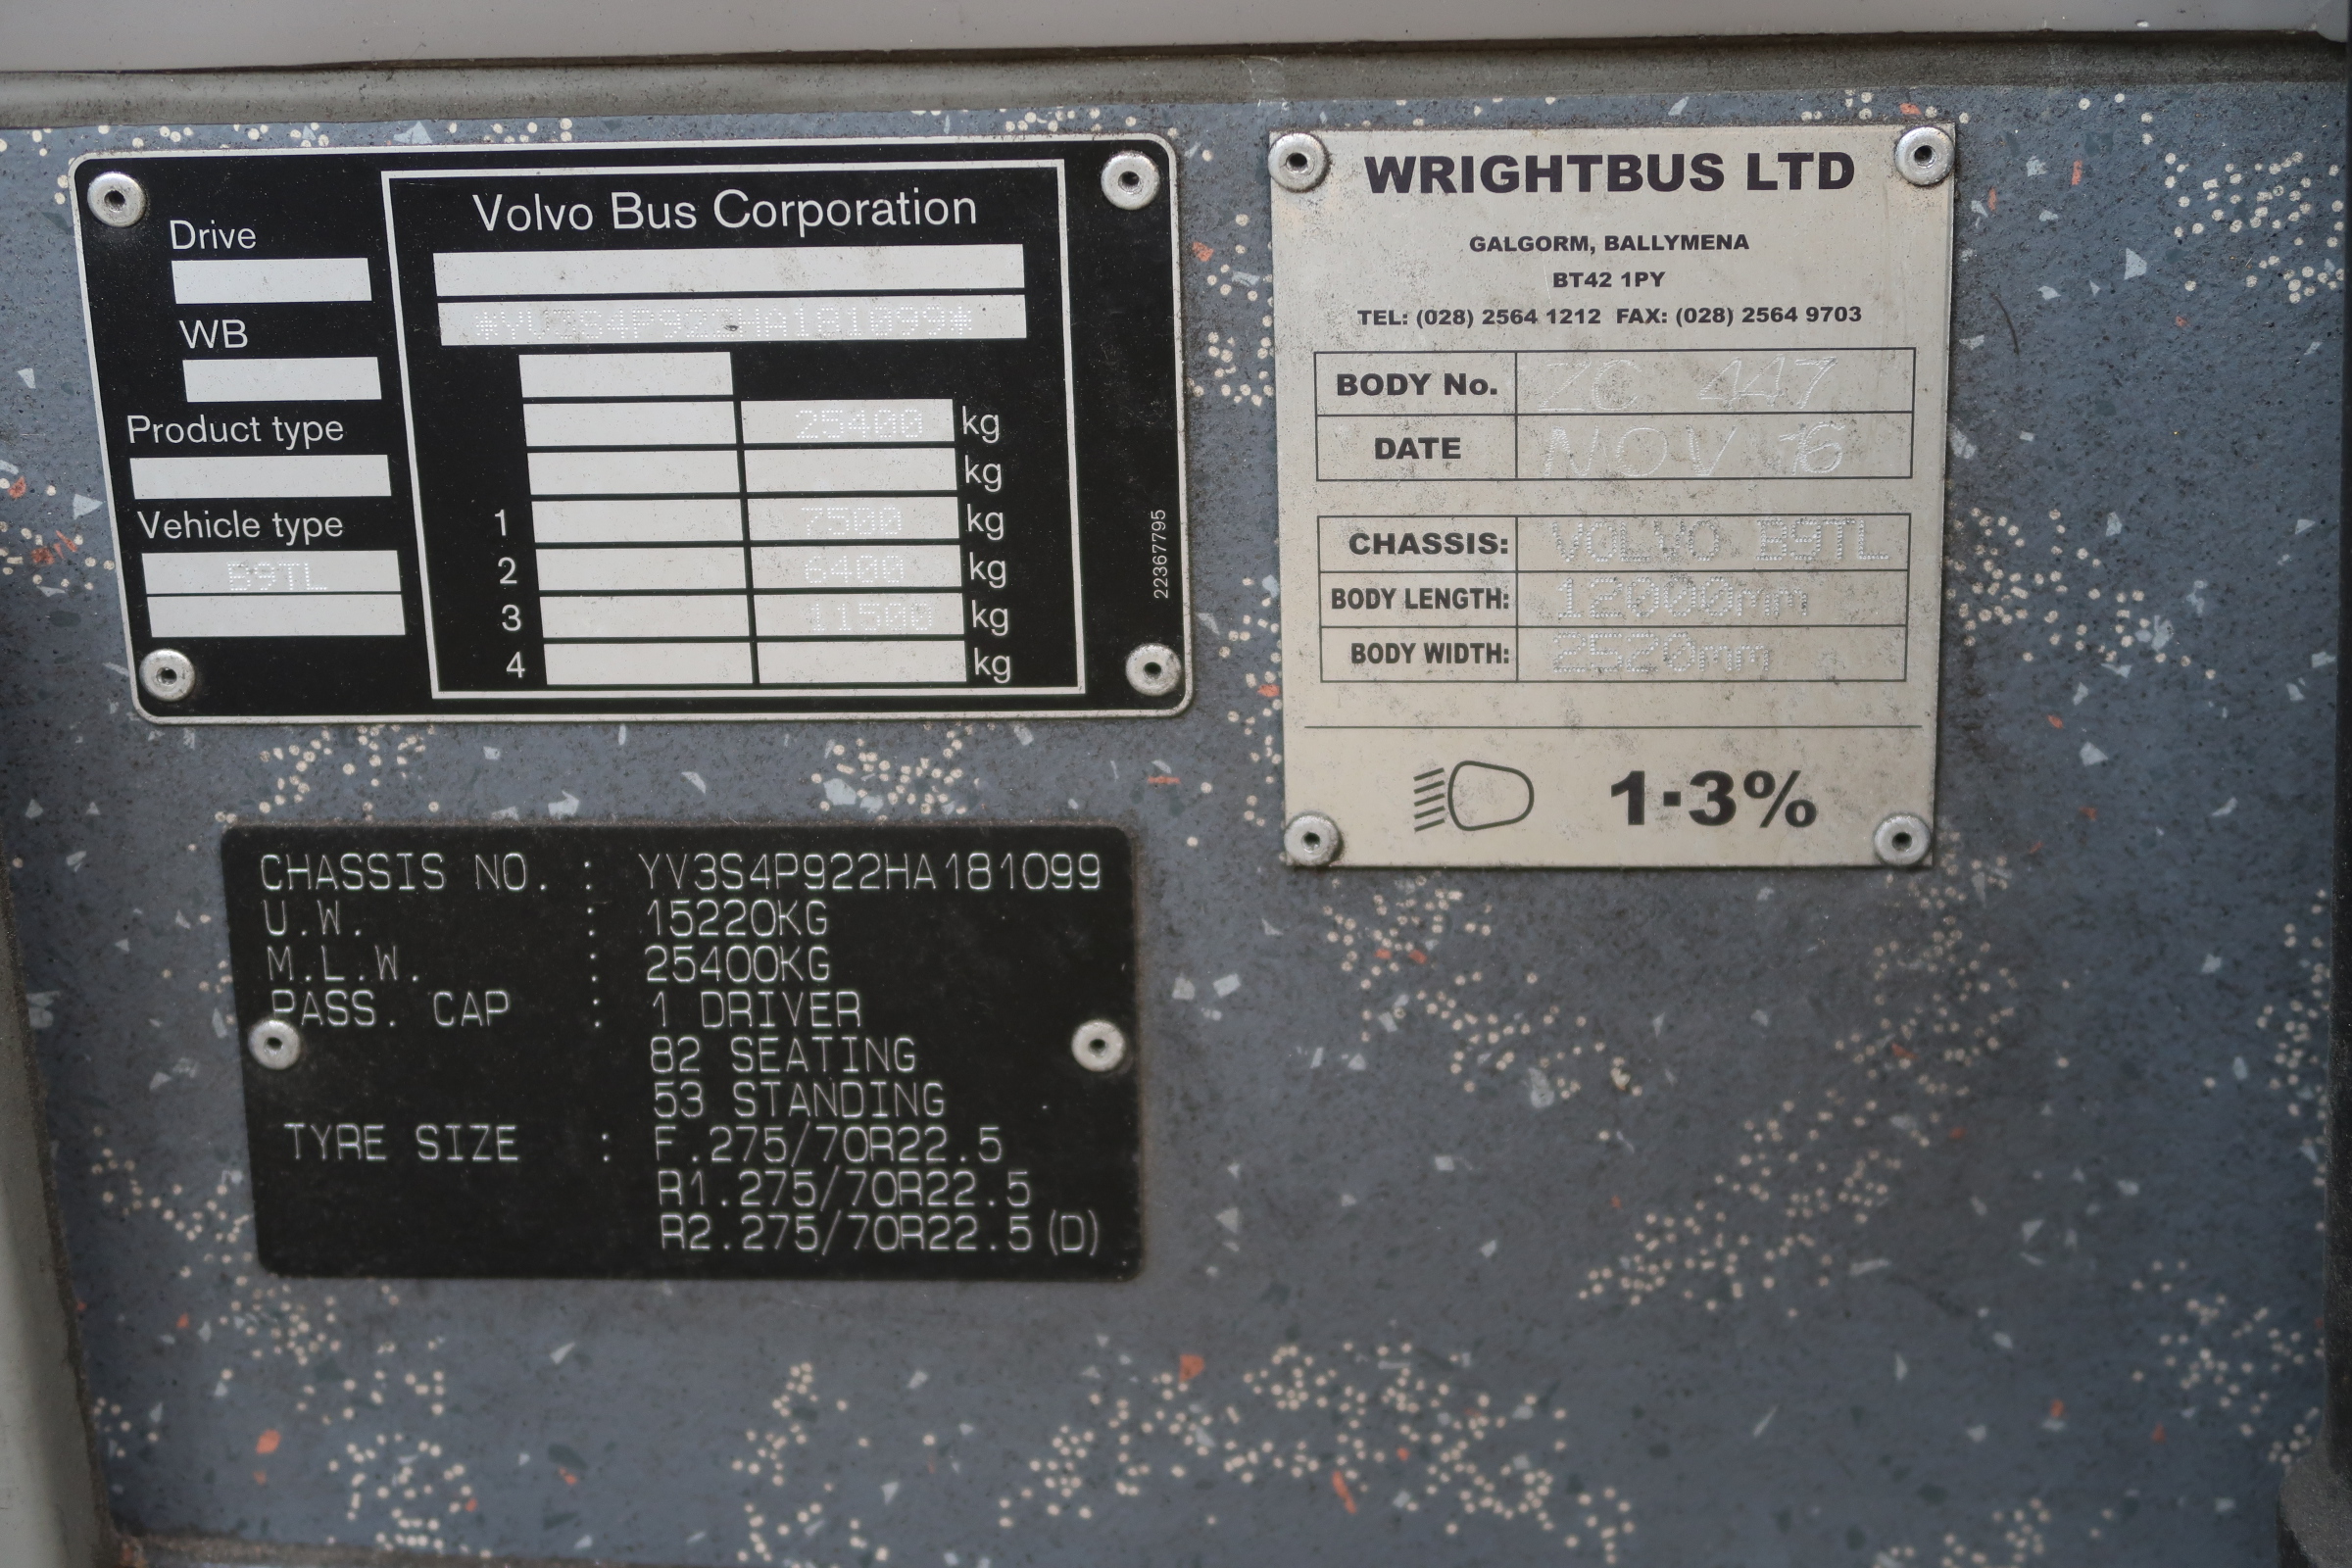 Volvo Bus Corporation
Drive
*YV3S4P922HA181099*
WB
25400 kg
Product type
kg
Vehicle type
1 7500 kg
B9TL
2 6400 kg
3 11500 kg
4 kg
22367795
WRIGHTBUS LTD
GALGORM, BALLYMENA
BT42 1PY
TEL: (028) 2564 1212 FAX: (028) 2564 9703
BODY No. ZC 447
DATE NOV 16
CHASSIS: VOLVO B9TL
BODY LENGTH: 12000mm
BODY WIDTH: 2520mm
1·3%
CHASSIS NO. : YV3S4P922HA181099
U.W. : 15220KG
M.L.W. : 25400KG
PASS. CAP : 1 DRIVER
82 SEATING
53 STANDING
TYRE SIZE : F.275/70R22.5
R1.275/70R22.5
R2.275/70R22.5(D)